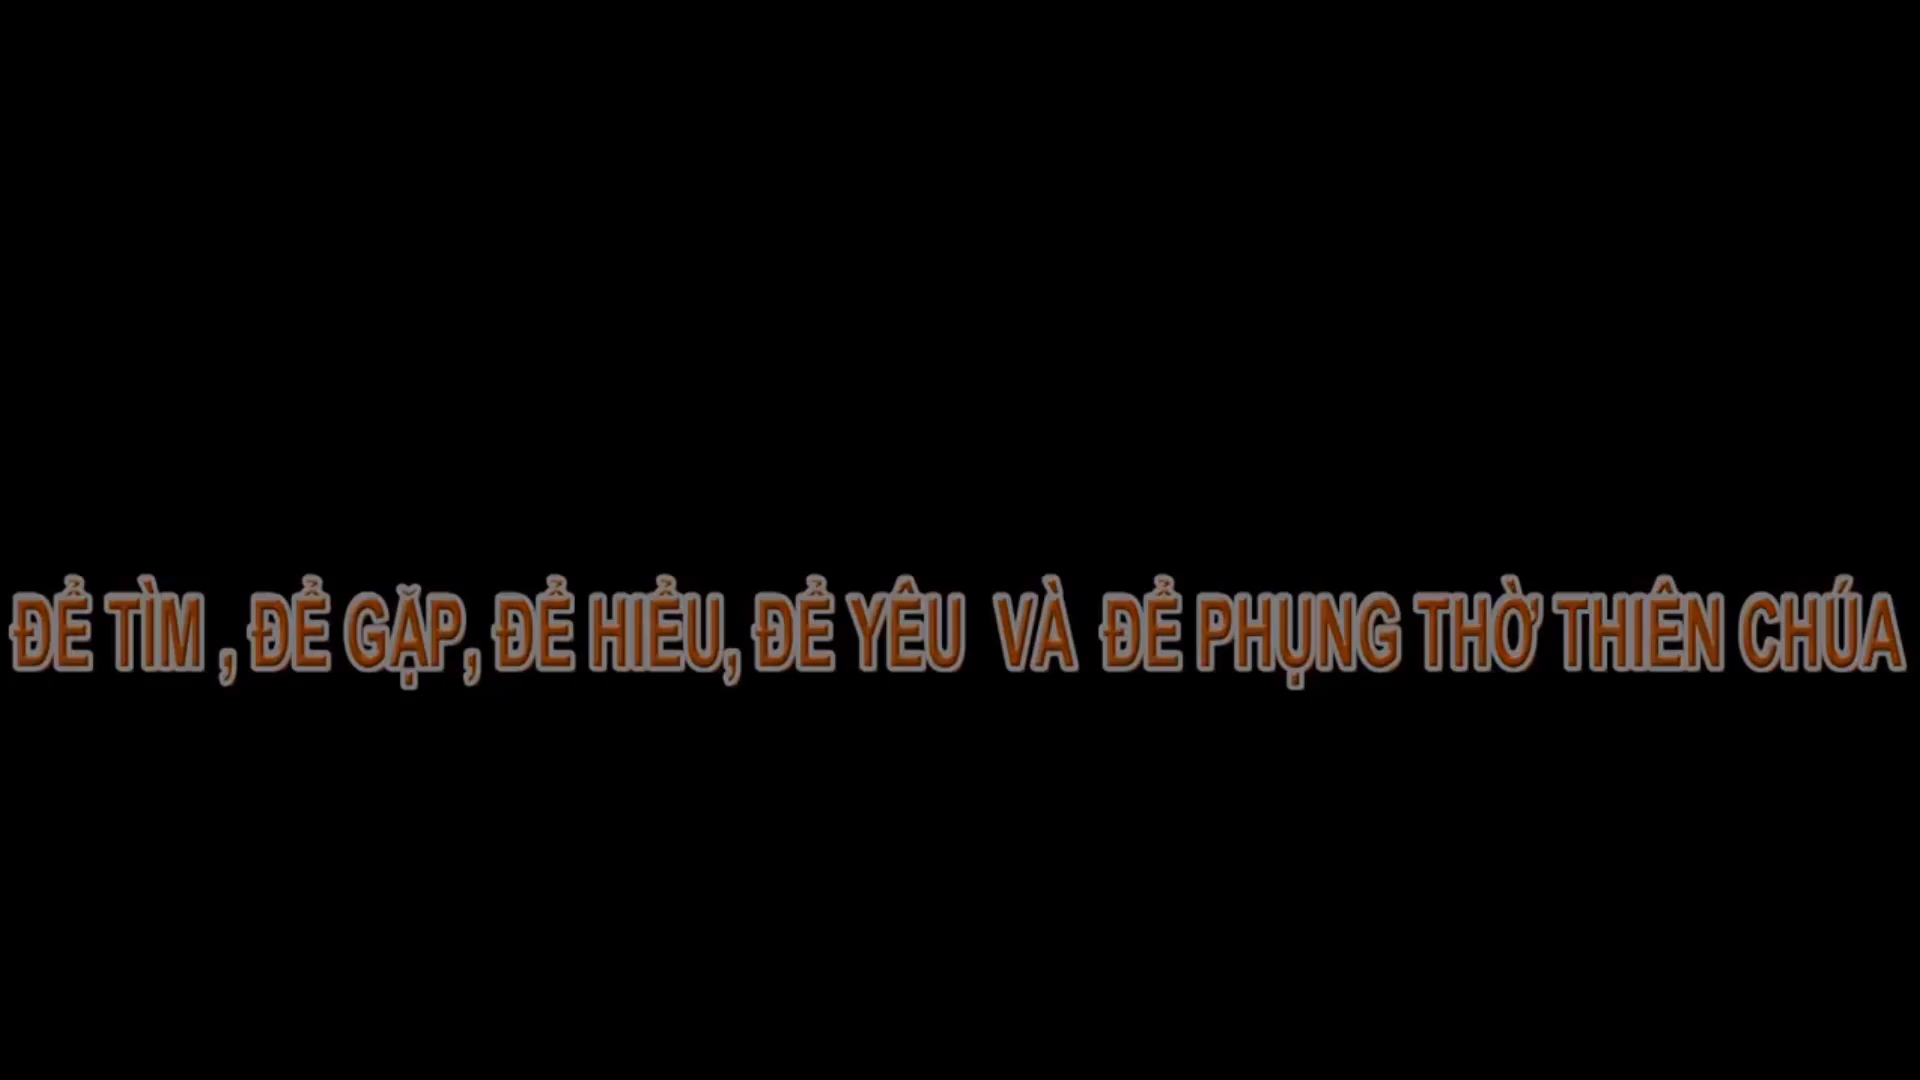 ĐỂ TÌM , ĐỂ GẶP, ĐỂ HIỂU, ĐỂ YÊU VÀ ĐỂ PHỤNG THỜ THIÊN CHÚA